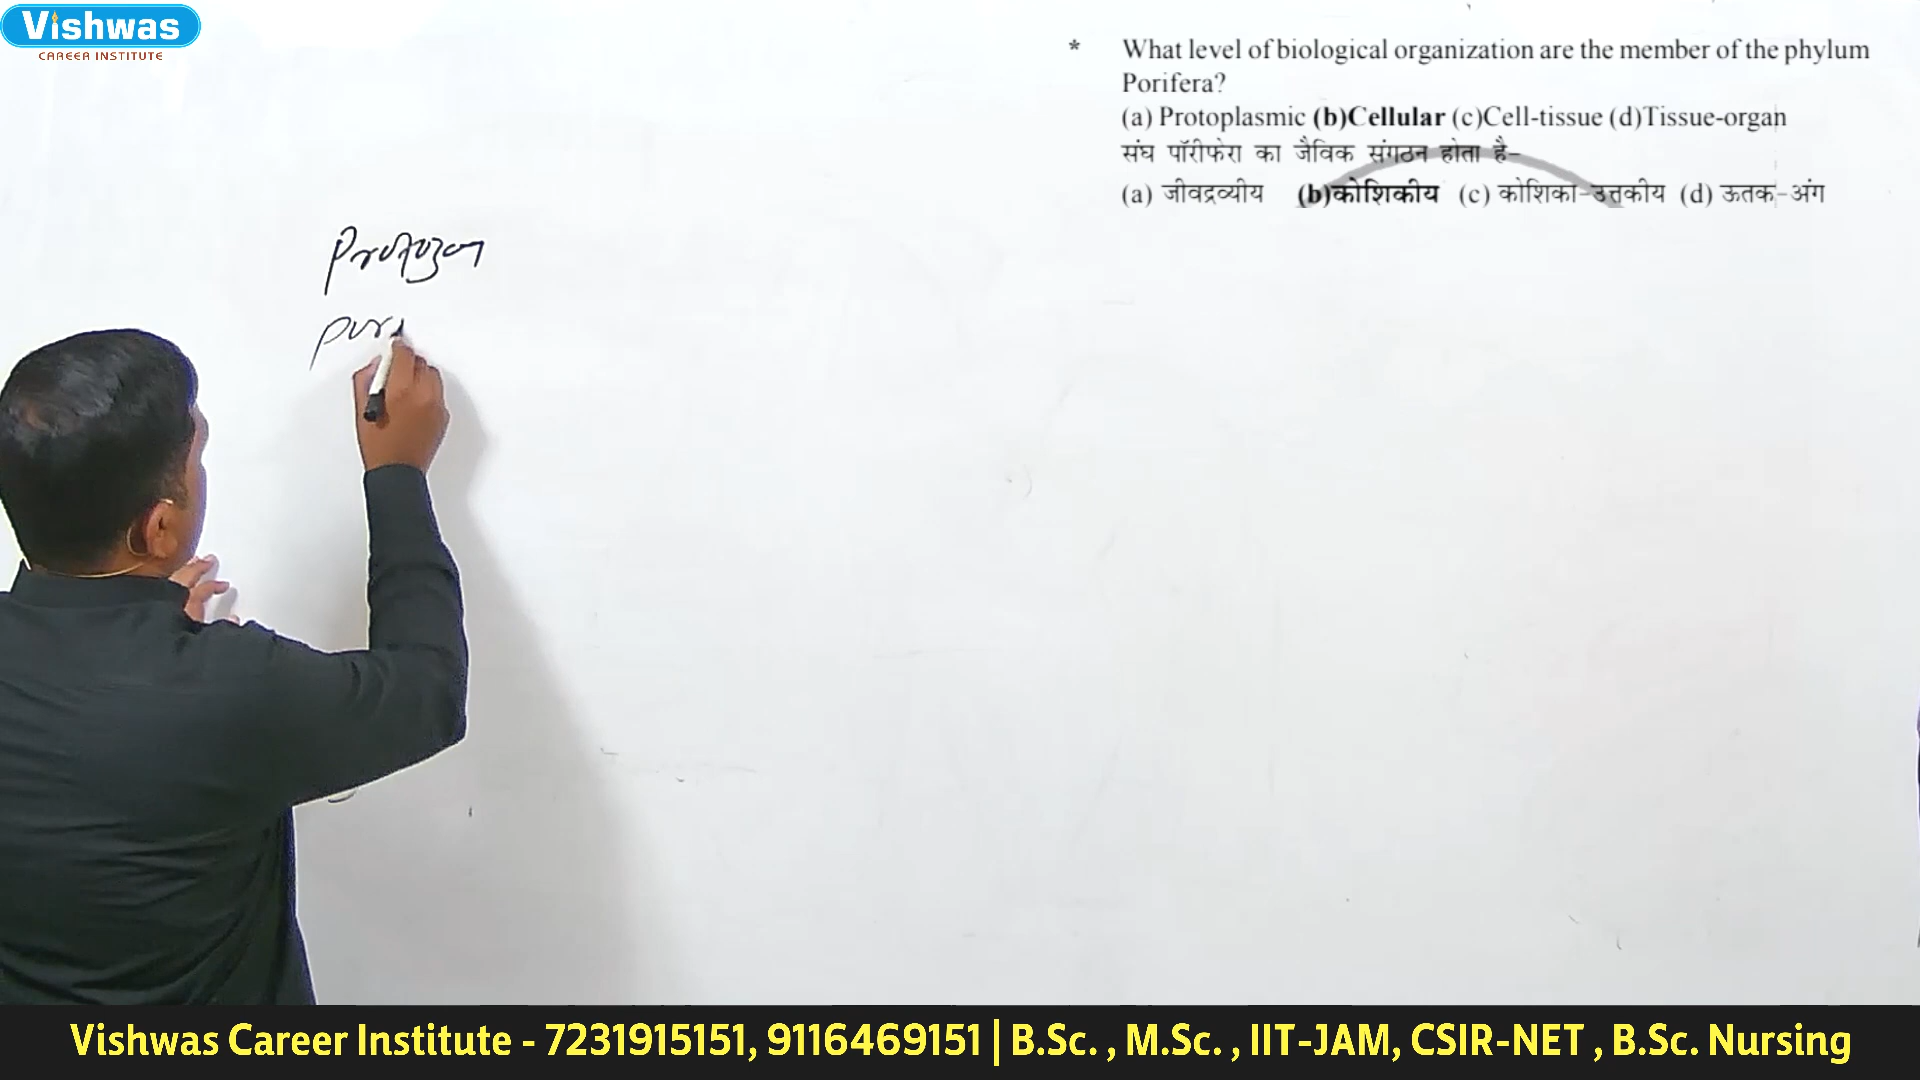 Vishwas
CAREER INSTITUTE
* What level of biological organization are the member of the phylum
Porifera?
(a) Protoplasmic (b)Cellular (c)Cell-tissue (d)Tissue-organ
संघ पॉरीफेरा का जैविक संगठन होता है-
(a) जीवद्रव्यीय (b)कोशिकीय (c) कोशिका-उत्तकीय (d) ऊतक-अंग
Vishwas Career Institute - 7231915151, 9116469151 | B.Sc. , M.Sc. , IIT-JAM, CSIR-NET , B.Sc. Nursing